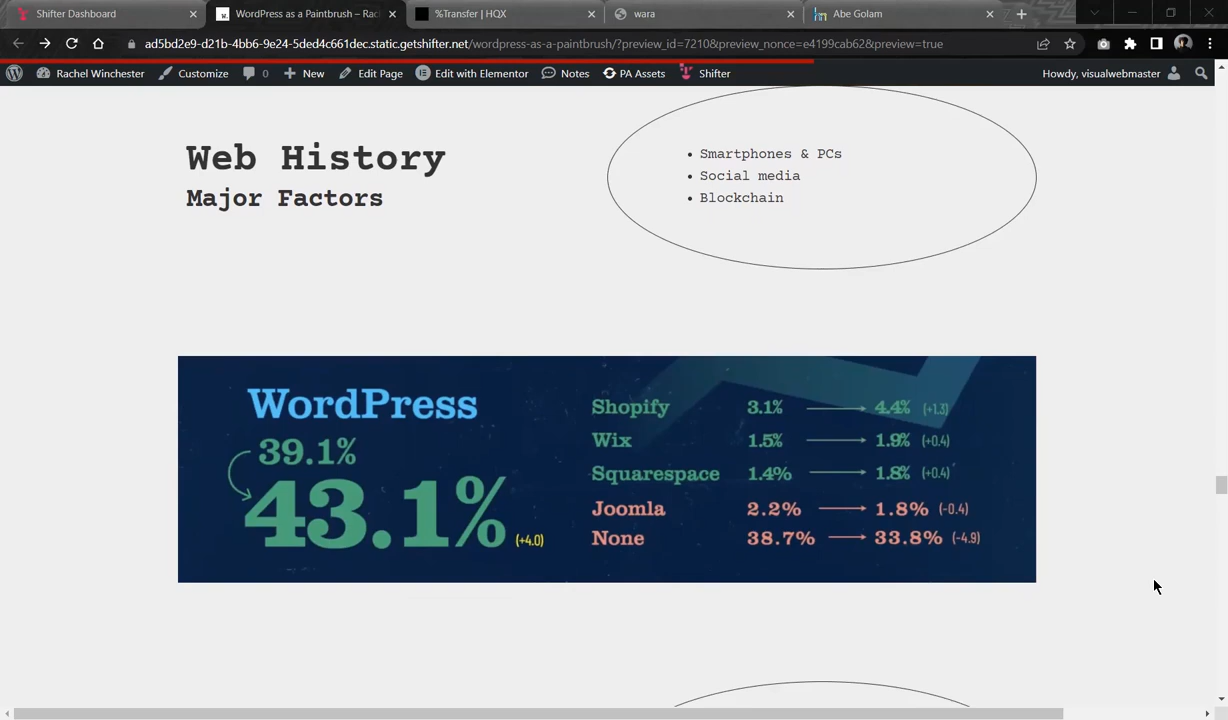 Shifter Dashboard
WordPress as a Paintbrush – Rac
%Transfer | HQX
wara
Abe Golam
ad5bd2e9-d21b-4bb6-9e24-5ded4c661dec.static.getshifter.net/wordpress-as-a-paintbrush/?preview_id=7210&preview_nonce=e4199cab62&preview=true
Rachel Winchester Customize 0 New Edit Page Edit with Elementor Notes PA Assets Shifter Howdy, visualwebmaster
Web History
Major Factors
• Smartphones & PCs
• Social media
• Blockchain
WordPress
39.1%
43.1% (+4.0)
Shopify 3.1% 4.4% (+1.3)
Wix 1.5% 1.9% (+0.4)
Squarespace 1.4% 1.8% (+0.4)
Joomla 2.2% 1.8% (-0.4)
None 38.7% 33.8% (-4.9)